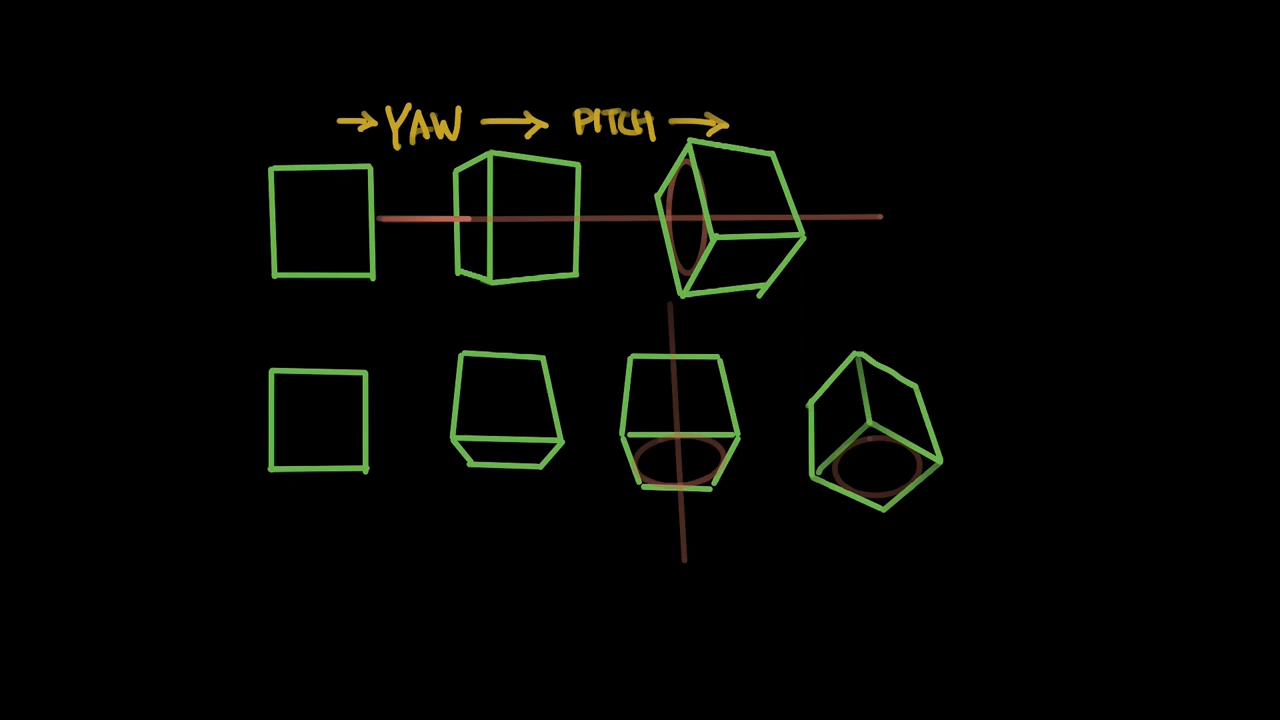 → YAW → PITCH →